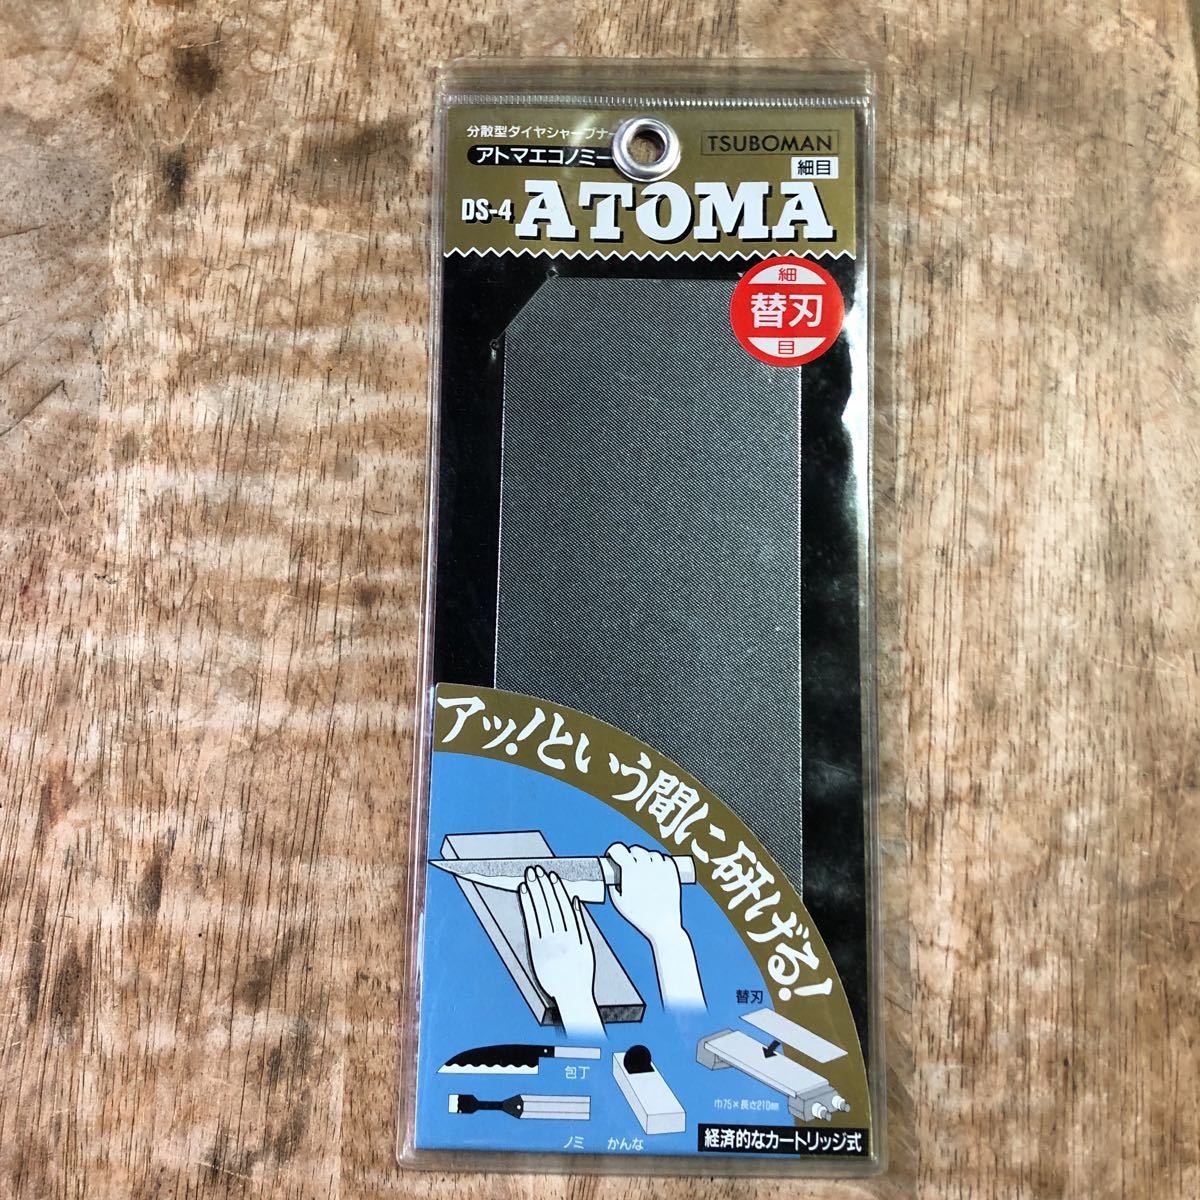 分散型ダイヤシャープナー
TSUBOMAN
アトマエコノミー
細目
DS-4 ATOMA
細
替刃
目
アッ!という間に研げる!
替刃
包丁
巾75×長さ210㎜
ノミ かんな
経済的なカートリッジ式